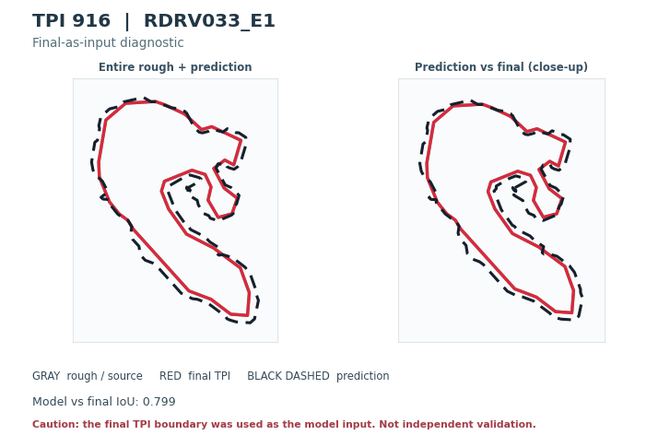 TPI 916 | RDRV033_E1
Final-as-input diagnostic
Entire rough + prediction
Prediction vs final (close-up)
GRAY rough / source RED final TPI BLACK DASHED prediction
Model vs final IoU: 0.799
Caution: the final TPI boundary was used as the model input. Not independent validation.